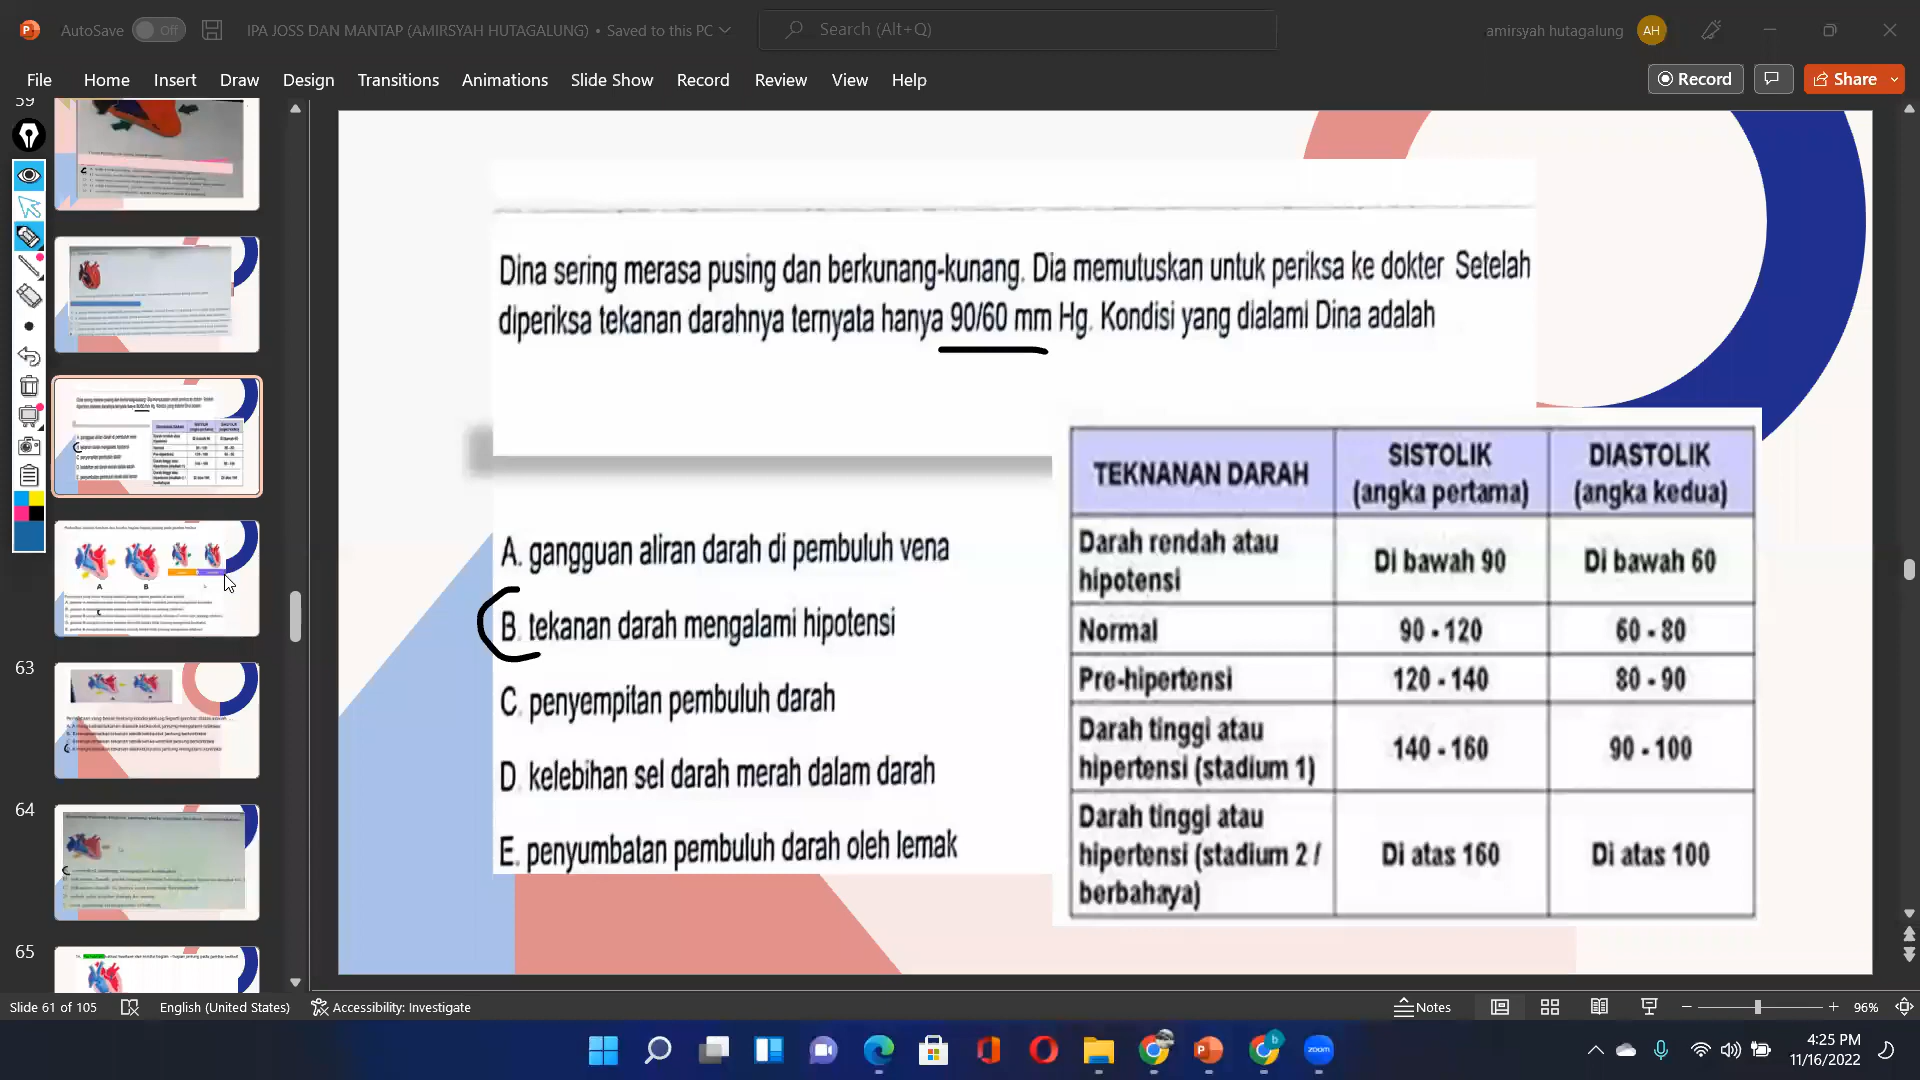 AutoSave Off IPA JOSS DAN MANTAP (AMIRSYAH HUTAGALUNG) • Saved to this PC Search (Alt+Q) amirsyah hutagalung AH
File Home Insert Draw Design Transitions Animations Slide Show Record Review View Help Record Share
59
63
64
65
Dina sering merasa pusing dan berkunang-kunang. Dia memutuskan untuk periksa ke dokter Setelah
diperiksa tekanan darahnya ternyata hanya 90/60 mm Hg. Kondisi yang dialami Dina adalah
A. gangguan aliran darah di pembuluh vena
B. tekanan darah mengalami hipotensi
C. penyempitan pembuluh darah
D. kelebihan sel darah merah dalam darah
E. penyumbatan pembuluh darah oleh lemak
TEKNANAN DARAH SISTOLIK (angka pertama) DIASTOLIK (angka kedua)
Darah rendah atau hipotensi Di bawah 90 Di bawah 60
Normal 90 - 120 60 - 80
Pre-hipertensi 120 - 140 80 - 90
Darah tinggi atau hipertensi (stadium 1) 140 - 160 90 - 100
Darah tinggi atau hipertensi (stadium 2 / berbahaya) Di atas 160 Di atas 100
Slide 61 of 105 English (United States) Accessibility: Investigate Notes 96%
zoom
4:25 PM
11/16/2022